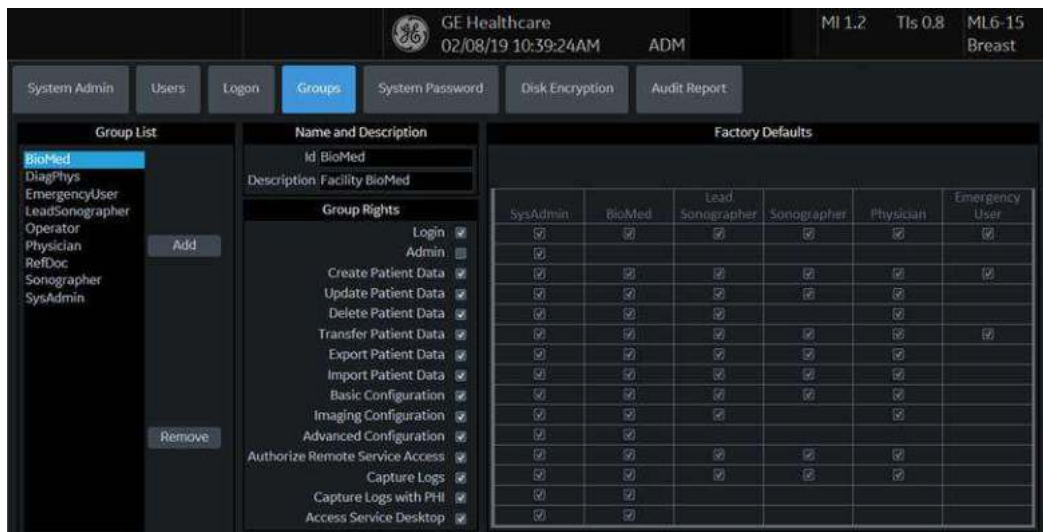 GE Healthcare
02/08/19 10:39:24AM ADM
MI 1.2 TIs 0.8 ML6-15
Breast
System Admin Users Logon Groups System Password Disk Encryption Audit Report
Group List
BioMed
DiagPhys
EmergencyUser
LeadSonographer
Operator
Physician
RefDoc
Sonographer
SysAdmin
Add
Remove
Name and Description
Id BioMed
Description Facility BioMed
Group Rights
Login
Admin
Create Patient Data
Update Patient Data
Delete Patient Data
Transfer Patient Data
Export Patient Data
Import Patient Data
Basic Configuration
Imaging Configuration
Advanced Configuration
Authorize Remote Service Access
Capture Logs
Capture Logs with PHI
Access Service Desktop
Factory Defaults
SysAdmin BioMed Lead Sonographer Sonographer Physician Emergency User